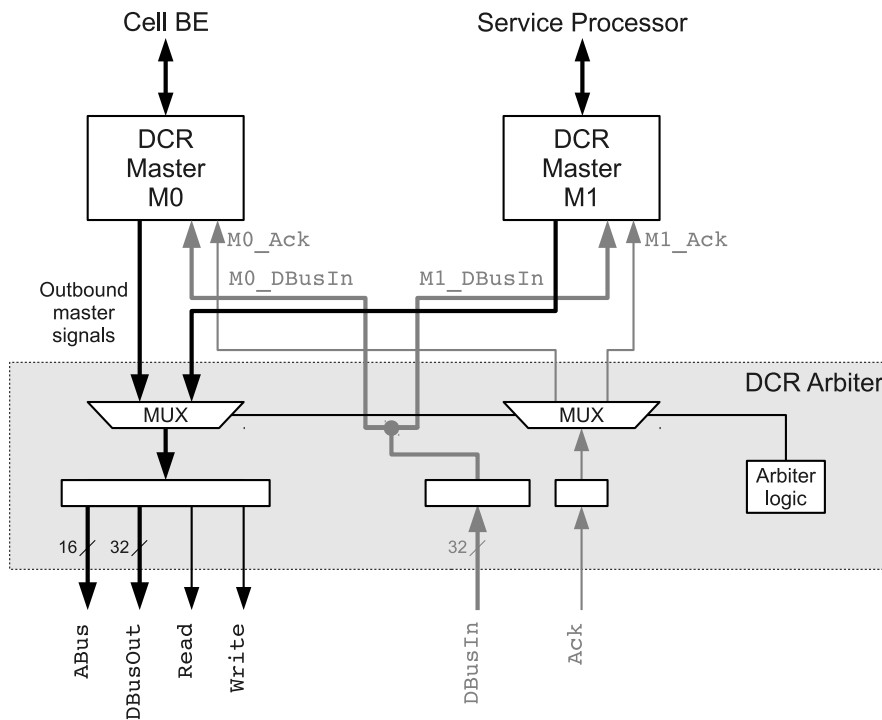 Cell BE
Service Processor
DCR
Master
M0
DCR
Master
M1
M0_Ack
M1_Ack
M0_DBusIn
M1_DBusIn
Outbound
master
signals
DCR Arbiter
MUX
MUX
Arbiter
logic
16
32
32
ABus
DBusOut
Read
Write
DBusIn
Ack